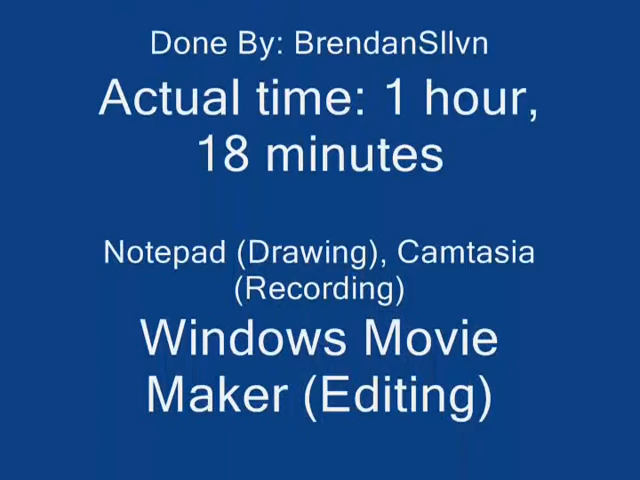 Done By: BrendanSllvn
Actual time: 1 hour,
18 minutes
Notepad (Drawing), Camtasia
(Recording)
Windows Movie
Maker (Editing)